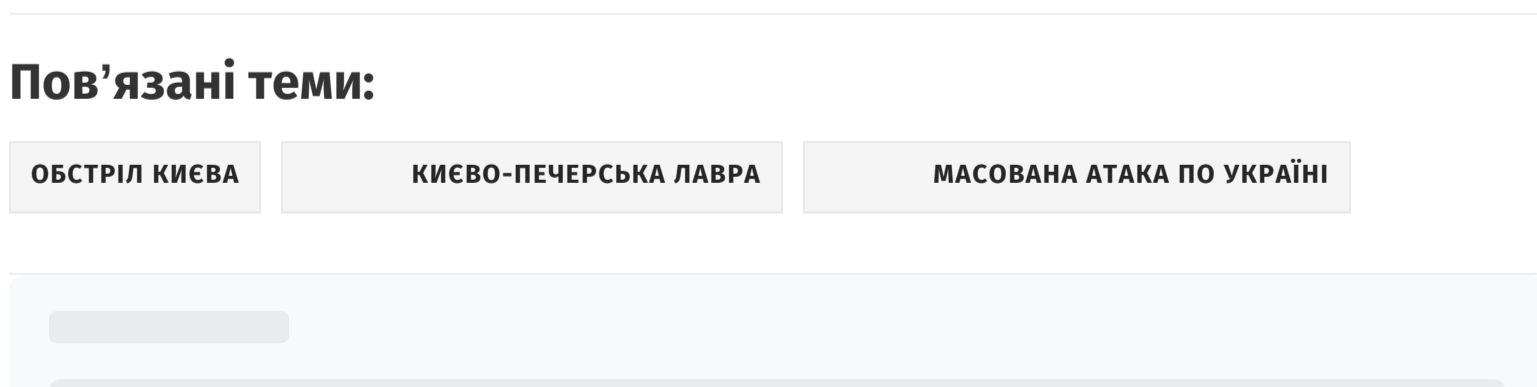 Пов’язані теми:
ОБСТРІЛ КИЄВА КИЄВО-ПЕЧЕРСЬКА ЛАВРА МАСОВАНА АТАКА ПО УКРАЇНІ